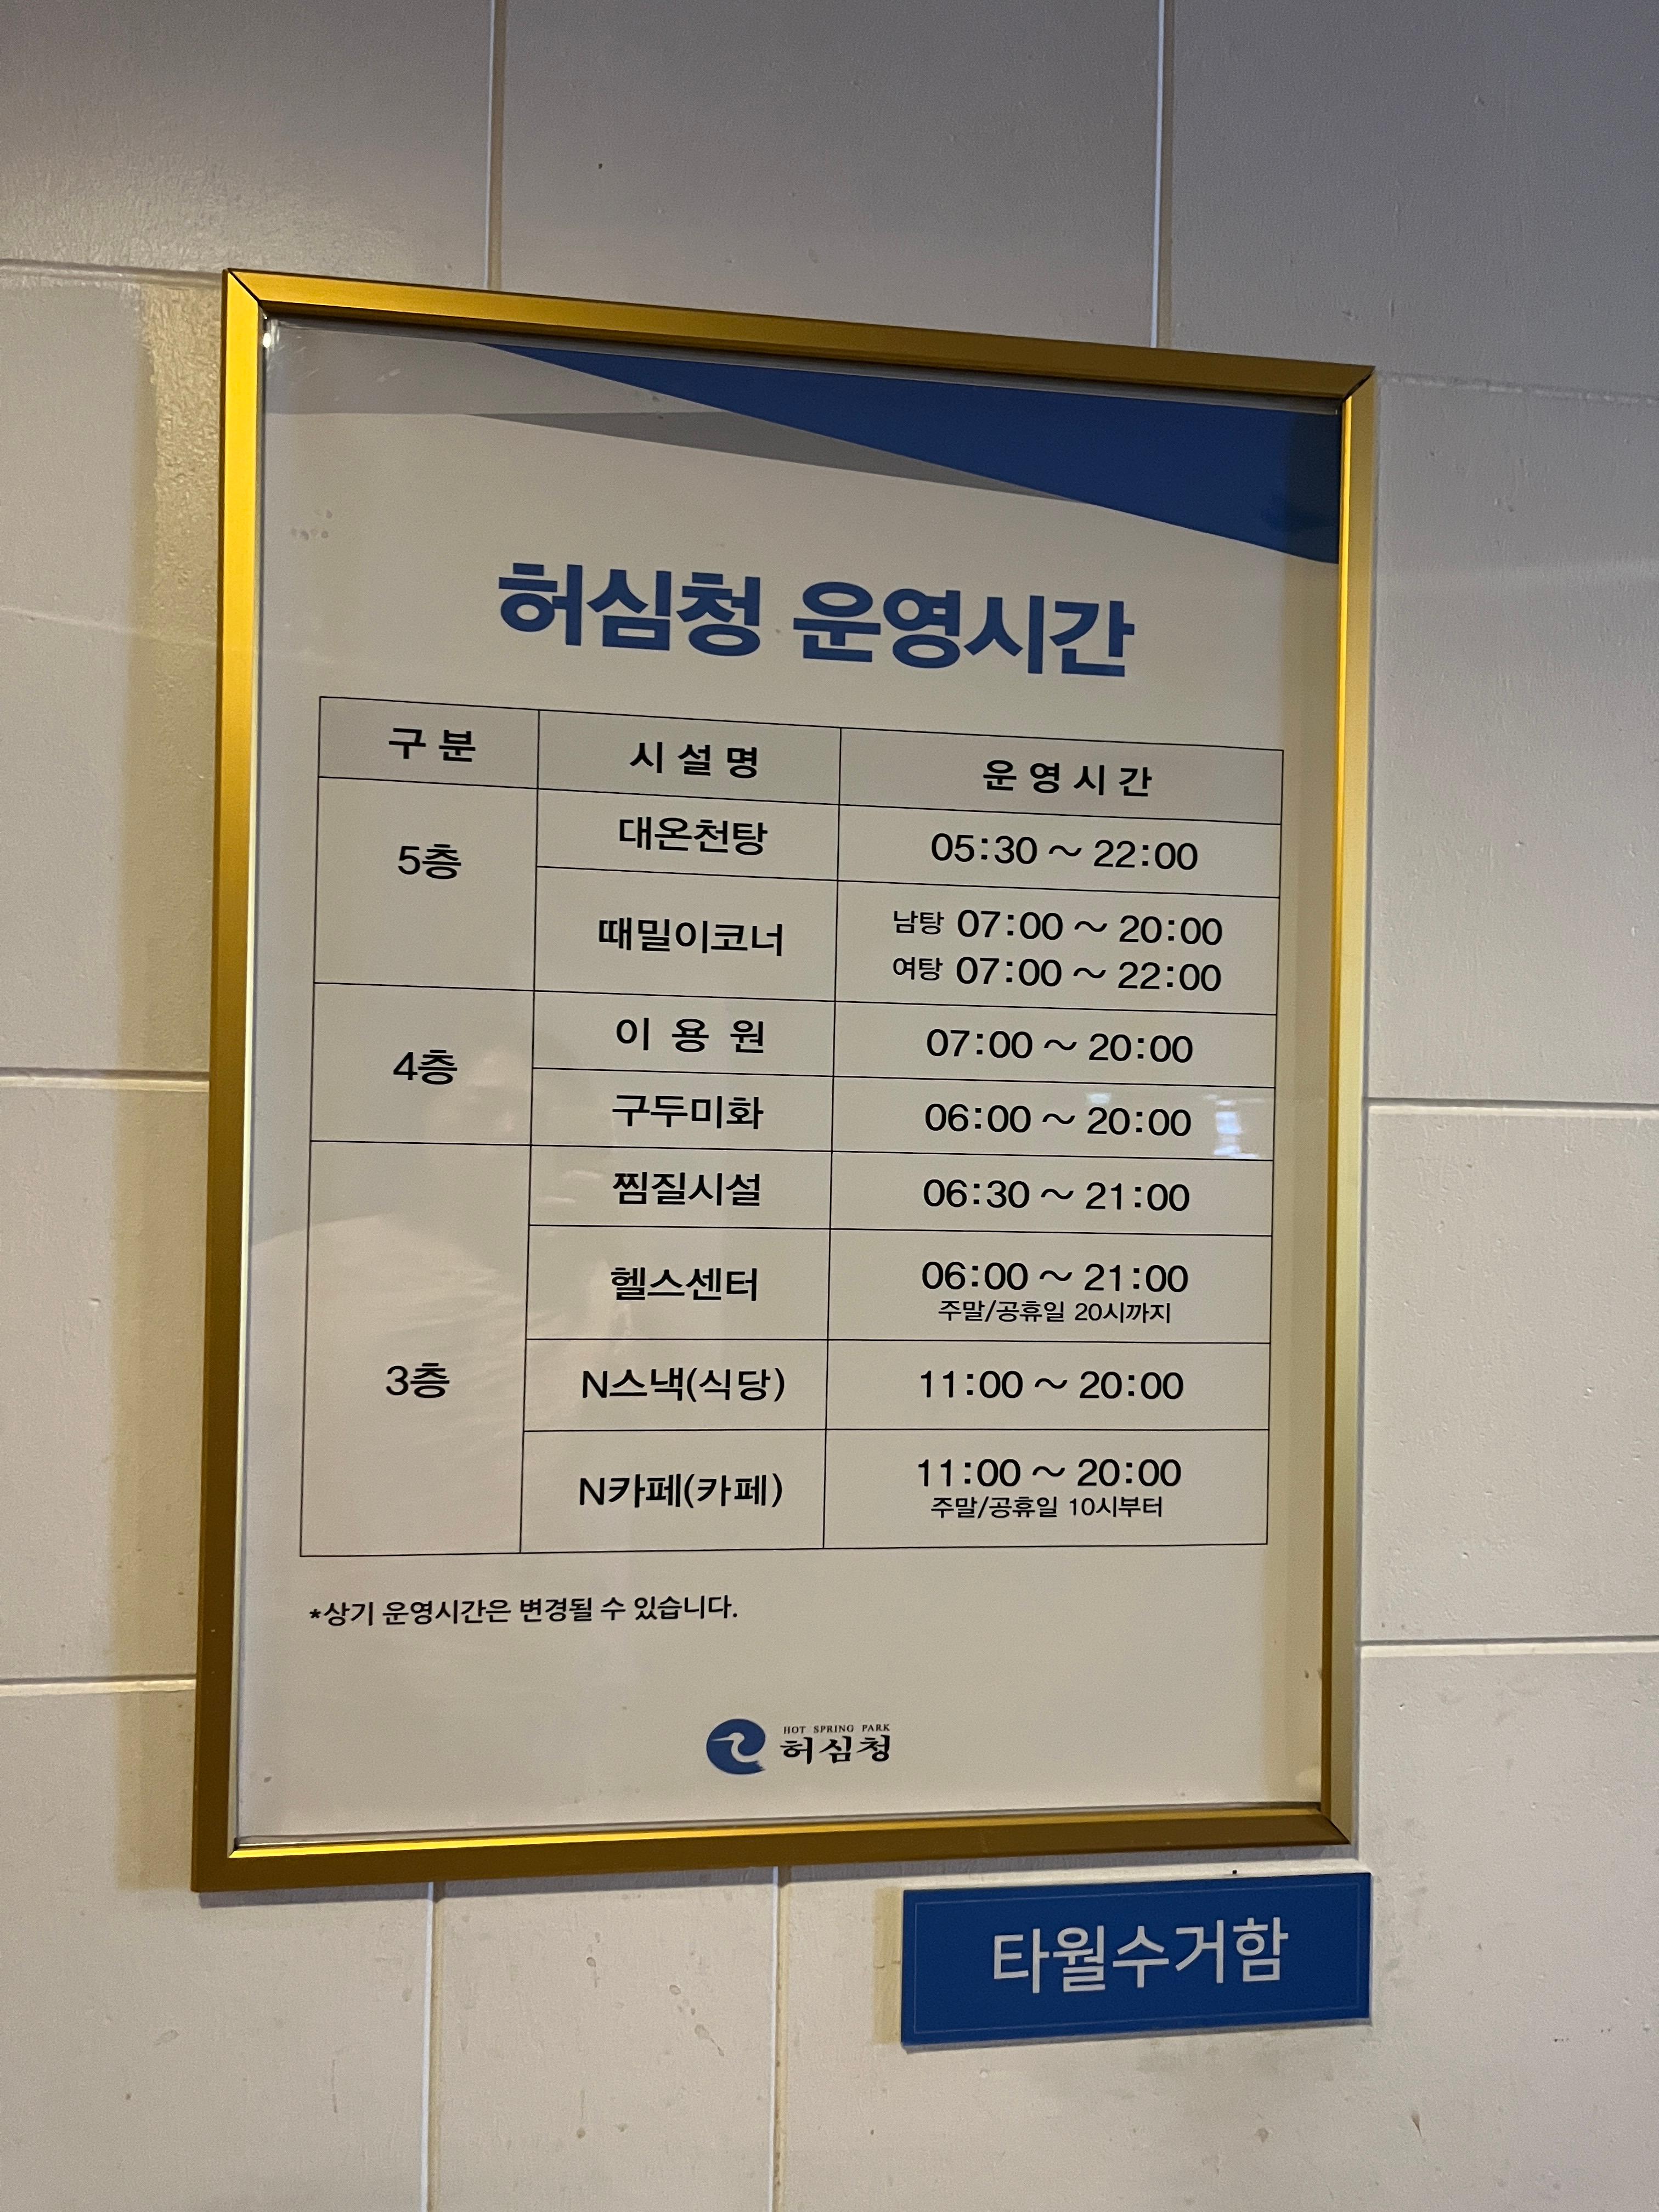 허심청 운영시간
구 분 시 설 명 운 영 시 간
5층 대온천탕 05:30 ~ 22:00
때밀이코너 남탕 07:00 ~ 20:00
여탕 07:00 ~ 22:00
4층 이 용 원 07:00 ~ 20:00
구두미화 06:00 ~ 20:00
3층 찜질시설 06:30 ~ 21:00
헬스센터 06:00 ~ 21:00
주말/공휴일 20시까지
N스낵(식당) 11:00 ~ 20:00
N카페(카페) 11:00 ~ 20:00
주말/공휴일 10시부터
*상기 운영시간은 변경될 수 있습니다.
HOT SPRING PARK
허심청
타월수거함